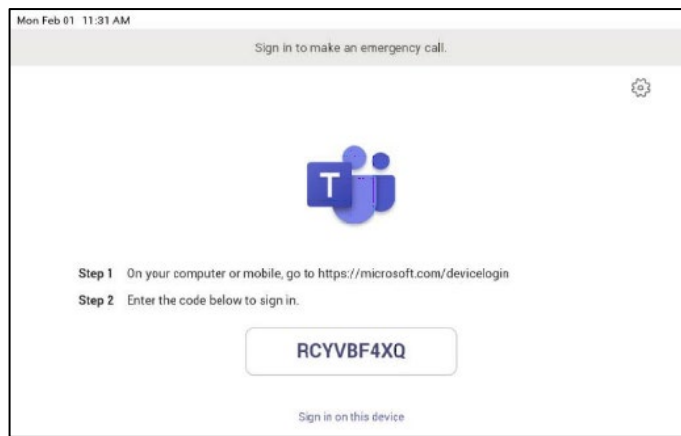 Mon Feb 01 11:31 AM
Sign in to make an emergency call.
T
Step 1 On your computer or mobile, go to https://microsoft.com/devicelogin
Step 2 Enter the code below to sign in.
RCYVBF4XQ
Sign in on this device